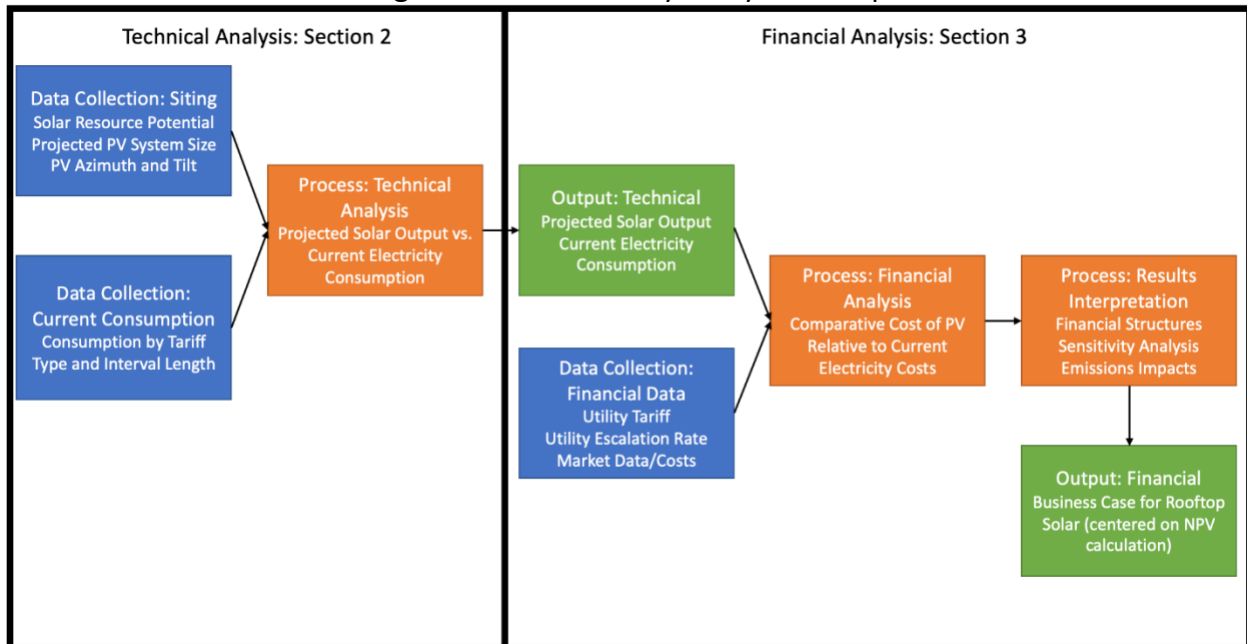 Technical Analysis: Section 2
Data Collection: Siting
Solar Resource Potential
Projected PV System Size
PV Azimuth and Tilt
Data Collection:
Current Consumption
Consumption by Tariff
Type and Interval Length
Process: Technical
Analysis
Projected Solar Output vs.
Current Electricity
Consumption
Financial Analysis: Section 3
Output: Technical
Projected Solar Output
Current Electricity
Consumption
Data Collection:
Financial Data
Utility Tariff
Utility Escalation Rate
Market Data/Costs
Process: Financial
Analysis
Comparative Cost of PV
Relative to Current
Electricity Costs
Process: Results
Interpretation
Financial Structures
Sensitivity Analysis
Emissions Impacts
Output: Financial
Business Case for Rooftop
Solar (centered on NPV
calculation)